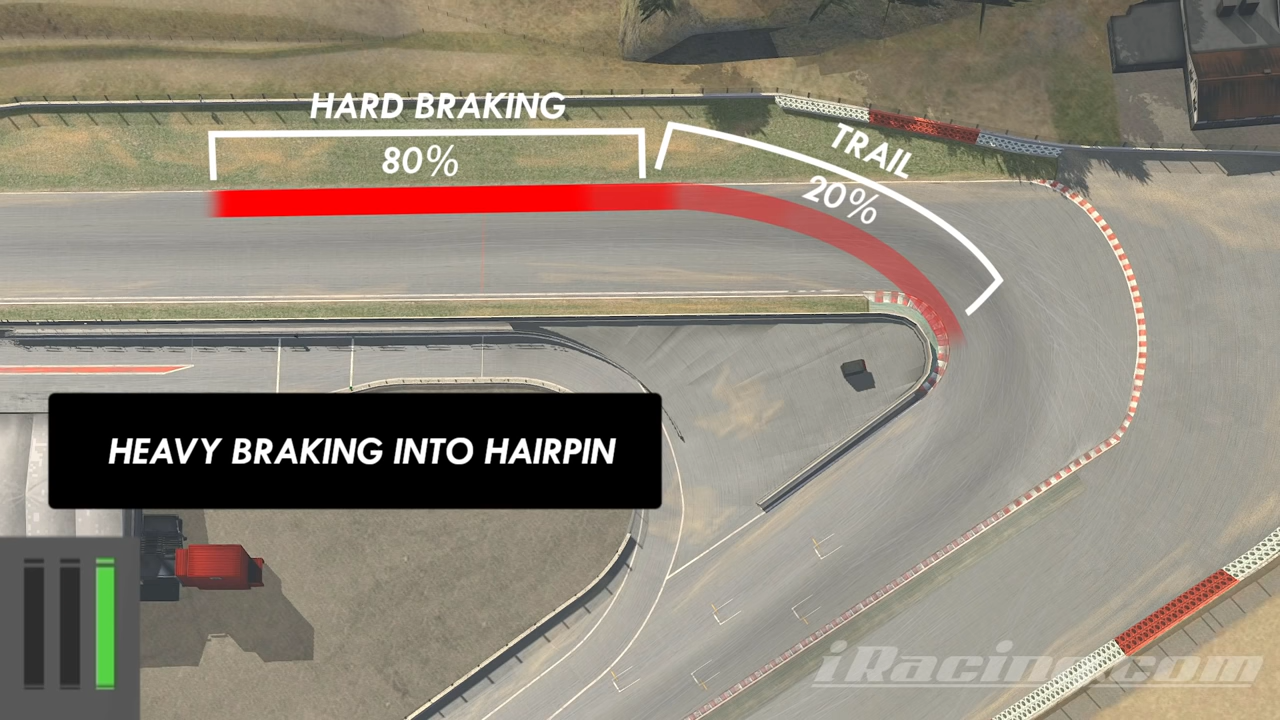 HARD BRAKING
80%
TRAIL
20%
HEAVY BRAKING INTO HAIRPIN
iRacing.com